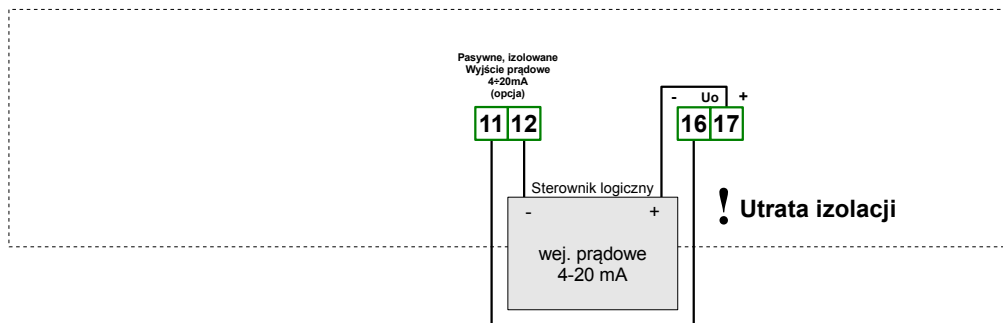 Pasywne, izolowane
Wyjście prądowe
4÷20mA
(opcja)
- Uo +
11 12
16 17
Sterownik logiczny
- +
! Utrata izolacji
wej. prądowe
4-20 mA